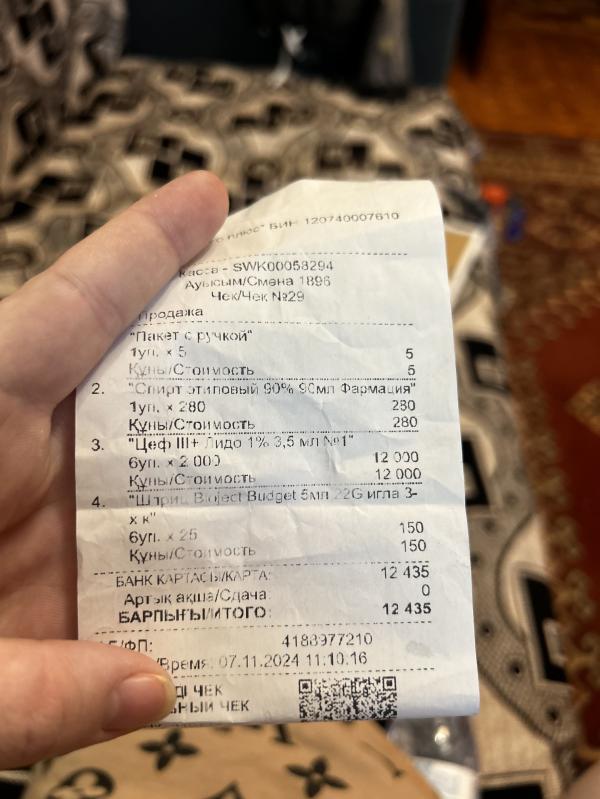 плюс" БИН 120740007610
касса - SWK00058294
Ауысым/Смена 1896
Чек/Чек №29
Продажа
"Пакет с ручкой"
1уп. × 5 5
Құны/Стоимость 5
2. "Спирт этиловый 90% 90мл Фармация"
1уп. × 280 280
Құны/Стоимость 280
3. "Цеф III+ Лидо 1% 3,5 мл №1"
6уп. × 2 000 12 000
Құны/Стоимость 12 000
4. "Шприц Bioject Budget 5мл 22G игла 3-
х к"
6уп. × 25 150
Құны/Стоимость 150
БАНК КАРТАСЫ/КАРТА: 12 435
Артық ақша/Сдача: 0
БАРЛЫҒЫ/ИТОГО: 12 435
/ФП: 4188977210
/Время: 07.11.2024 11:10:16
ЧЕК
ЧЕК